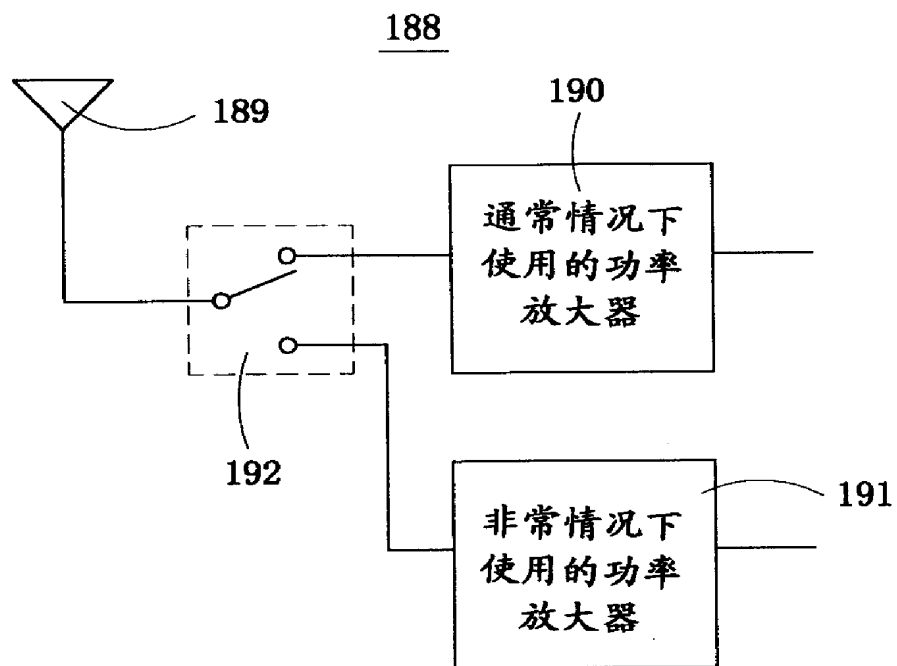 188
189
190
通常情况下
使用的功率
放大器
192
191
非常情况下
使用的功率
放大器